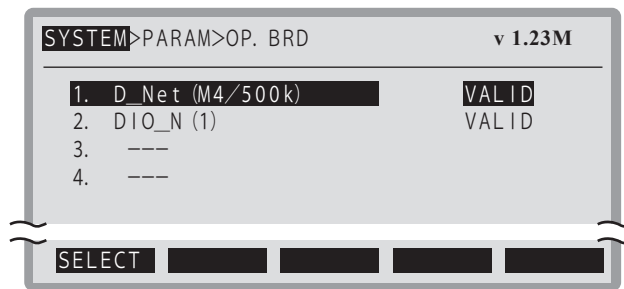 SYSTEM>PARAM>OP. BRD v 1.23M
1. D_Net(M4/500k) VALID
2. DIO_N(1) VALID
3. ---
4. ---
SELECT